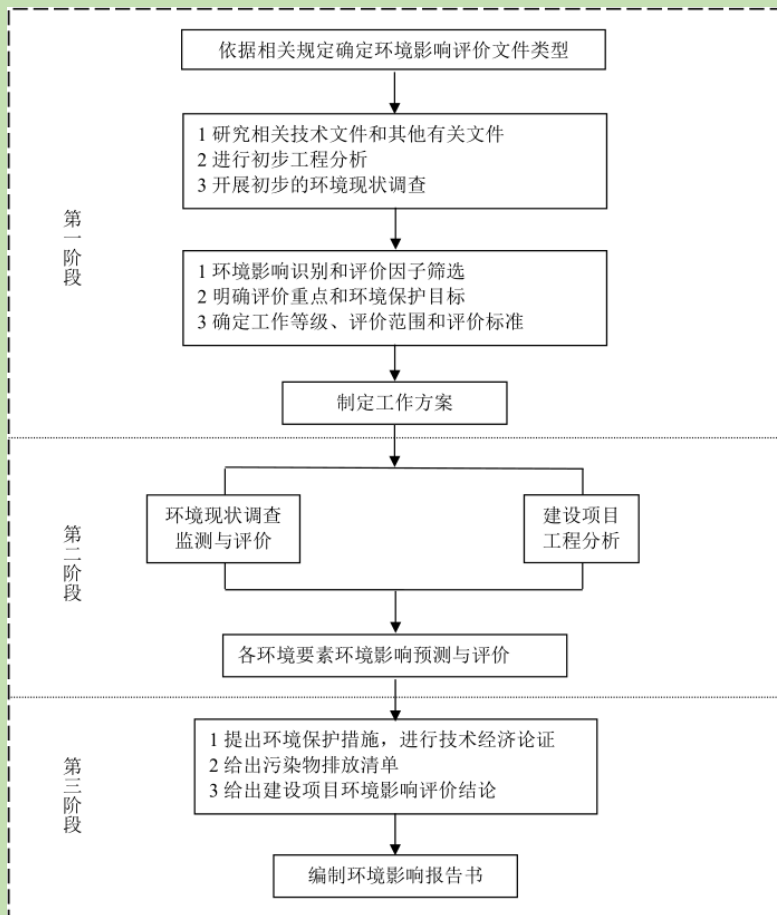 依据相关规定确定环境影响评价文件类型
1 研究相关技术文件和其他有关文件
2 进行初步工程分析
3 开展初步的环境现状调查
第一阶段
1 环境影响识别和评价因子筛选
2 明确评价重点和环境保护目标
3 确定工作等级、评价范围和评价标准
制定工作方案
第二阶段
环境现状调查
监测与评价
建设项目
工程分析
各环境要素环境影响预测与评价
第三阶段
1 提出环境保护措施，进行技术经济论证
2 给出污染物排放清单
3 给出建设项目环境影响评价结论
编制环境影响报告书